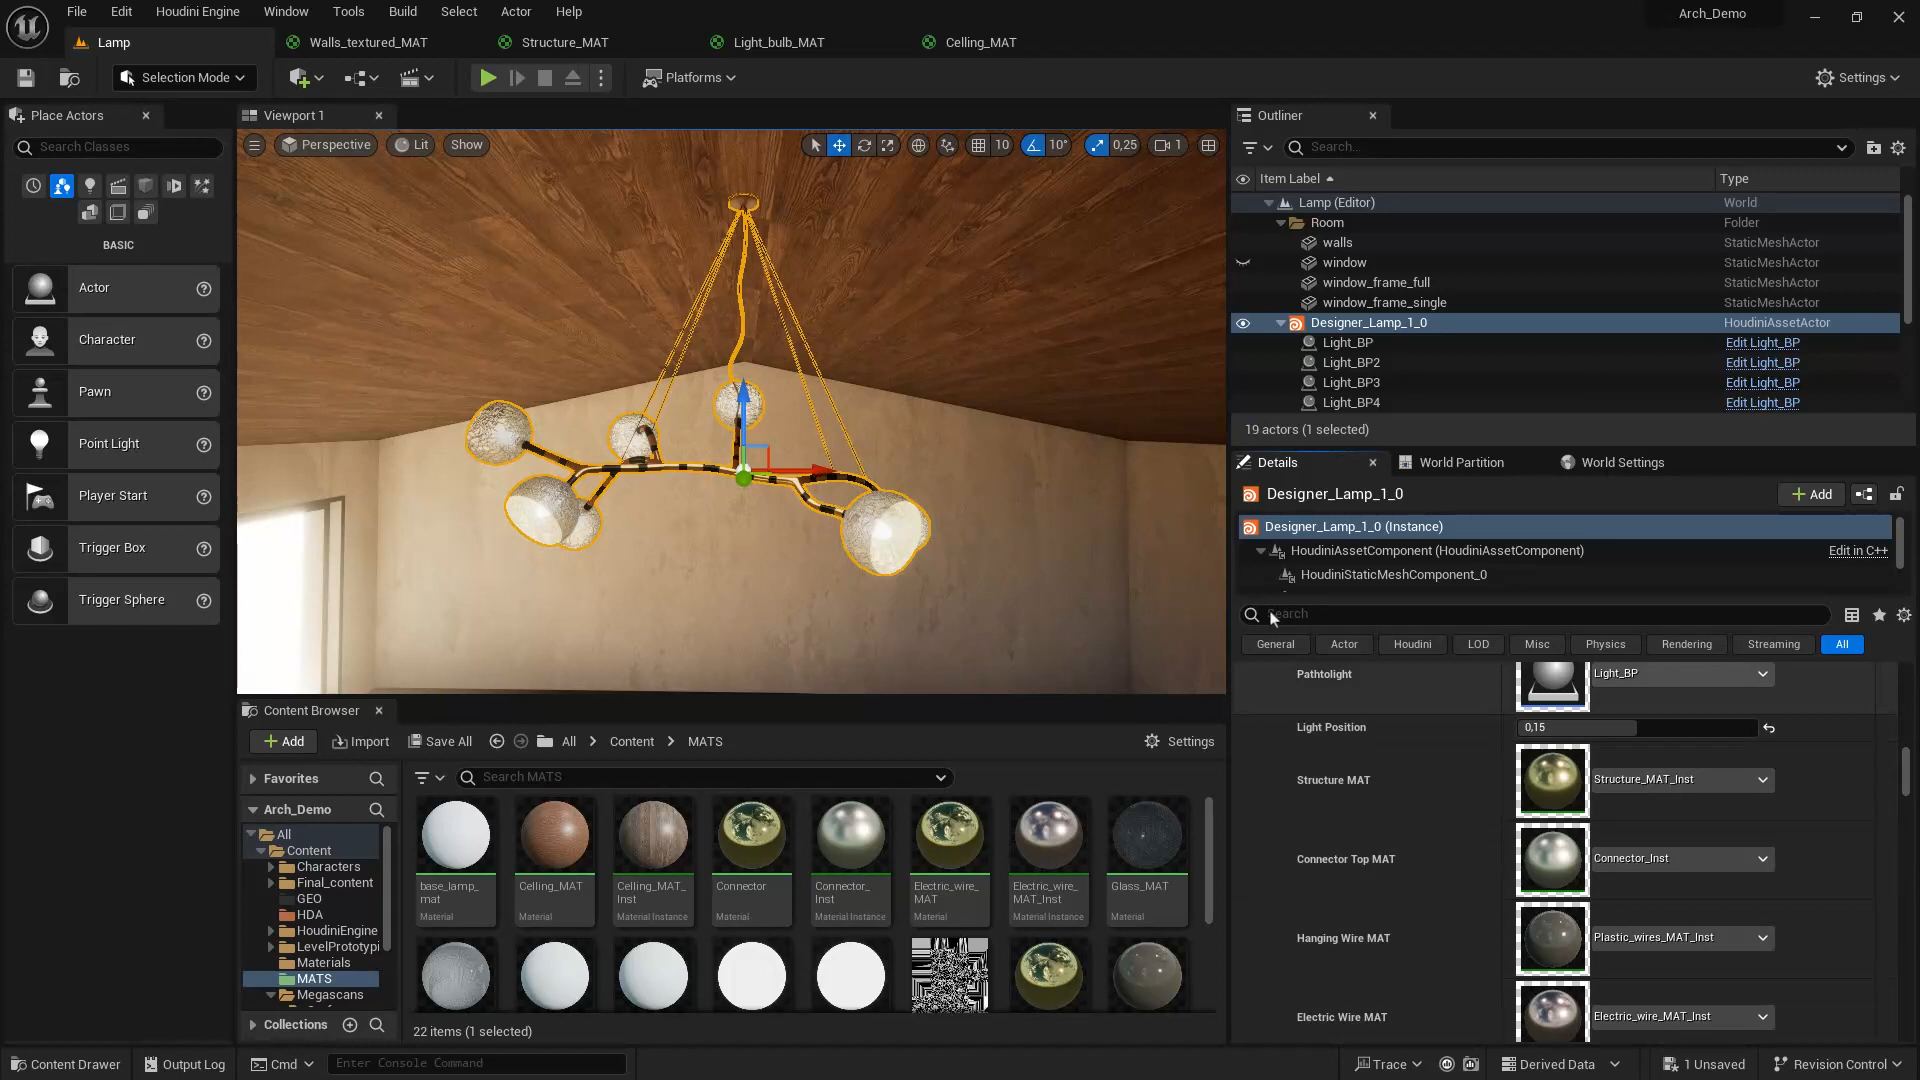 File Edit Houdini Engine Window Tools Build Select Actor Help
Arch_Demo
Lamp Walls_textured_MAT Structure_MAT Light_bulb_MAT Celling_MAT
Selection Mode Platforms Settings
Place Actors
Search Classes
BASIC
Actor
Character
Pawn
Point Light
Player Start
Trigger Box
Trigger Sphere
Viewport 1
Perspective Lit Show 10 10° 0,25 1
Outliner
Search...
Item Label Type
Lamp (Editor) World
Room Folder
walls StaticMeshActor
window StaticMeshActor
window_frame_full StaticMeshActor
window_frame_single StaticMeshActor
Designer_Lamp_1_0 HoudiniAssetActor
Light_BP Edit Light_BP
Light_BP2 Edit Light_BP
Light_BP3 Edit Light_BP
Light_BP4 Edit Light_BP
19 actors (1 selected)
Details World Partition World Settings
Designer_Lamp_1_0 Add
Designer_Lamp_1_0 (Instance)
HoudiniAssetComponent (HoudiniAssetComponent) Edit in C++
HoudiniStaticMeshComponent_0
Search
General Actor Houdini LOD Misc Physics Rendering Streaming All
Pathtolight Light_BP
Light Position 0,15
Structure MAT Structure_MAT_Inst
Connector Top MAT Connector_Inst
Hanging Wire MAT Plastic_wires_MAT_Inst
Electric Wire MAT Electric_wire_MAT_Inst
Content Browser
Add Import Save All All Content MATS Settings
Favorites
Search MATS
Arch_Demo
All
Content
Characters
Final_content
GEO
HDA
HoudiniEngine
LevelPrototypi
Materials
MATS
Megascans
Collections
base_lamp_
mat
Material
Celling_MAT
Material
Celling_MAT_
Inst
Material Instance
Connector
Material
Connector_
Inst
Material Instance
Electric_wire_
MAT
Material
Electric_wire_
MAT_Inst
Material Instance
Glass_MAT
Material
22 items (1 selected)
Content Drawer Output Log Cmd Enter Console Command Trace Derived Data 1 Unsaved Revision Control